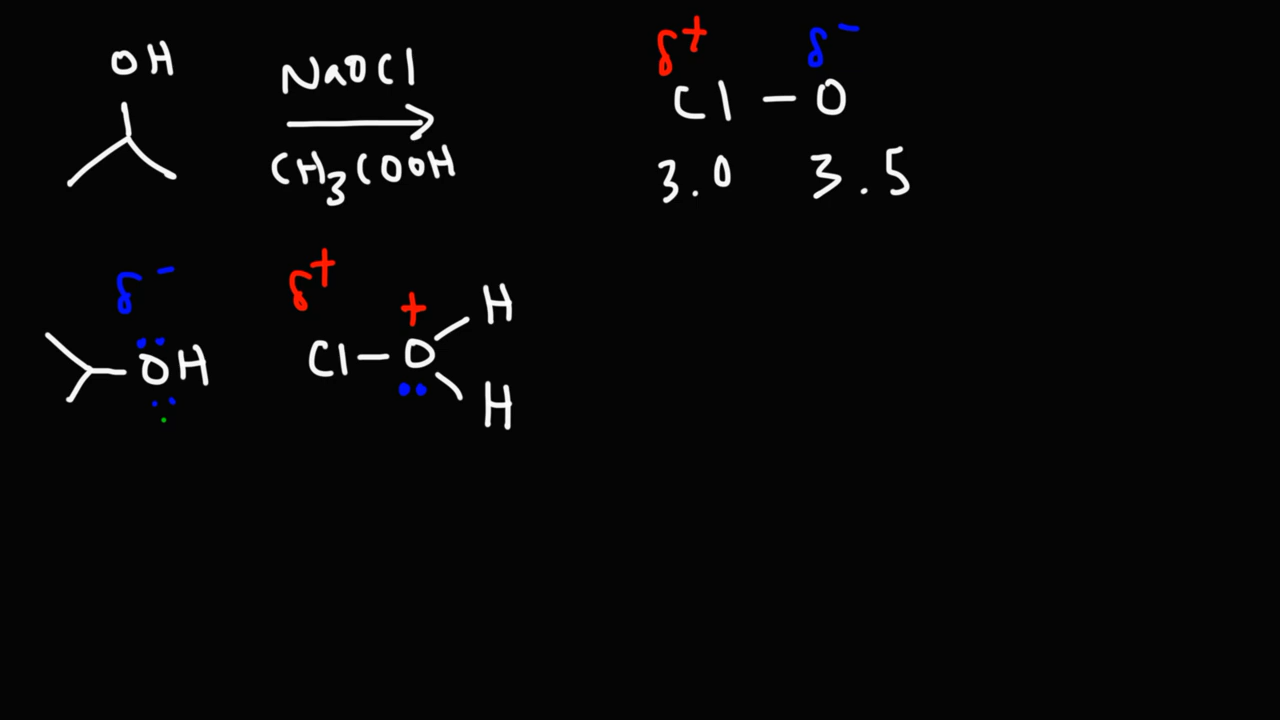 OH
NaOCl
CH3COOH
δ+ δ-
Cl - O
3.0 3.5
δ- δ+ +
OH Cl - O H
H